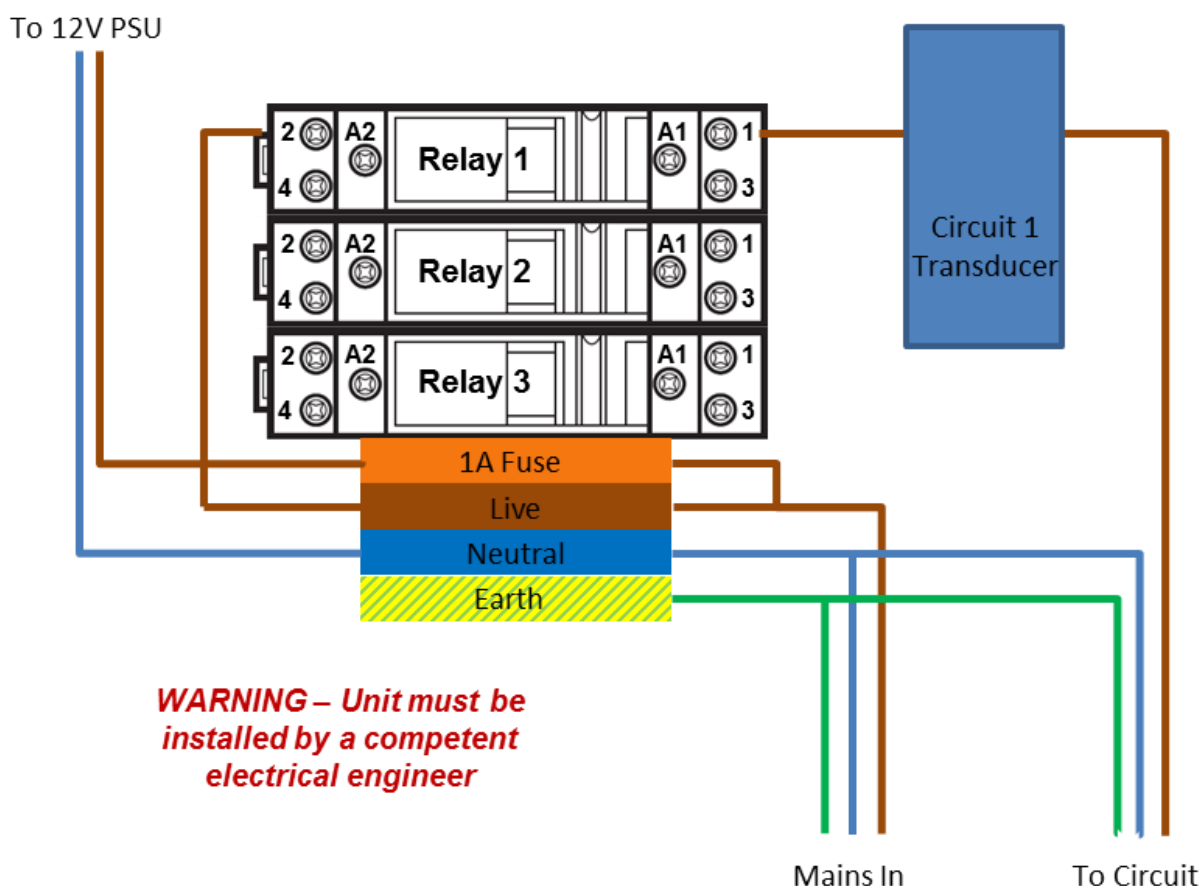 To 12V PSU
2 A2 Relay 1 A1 1
4 3
Circuit 1
Transducer
2 A2 Relay 2 A1 1
4 3
2 A2 Relay 3 A1 1
4 3
1A Fuse
Live
Neutral
Earth
WARNING – Unit must be
installed by a competent
electrical engineer
Mains In
To Circuit